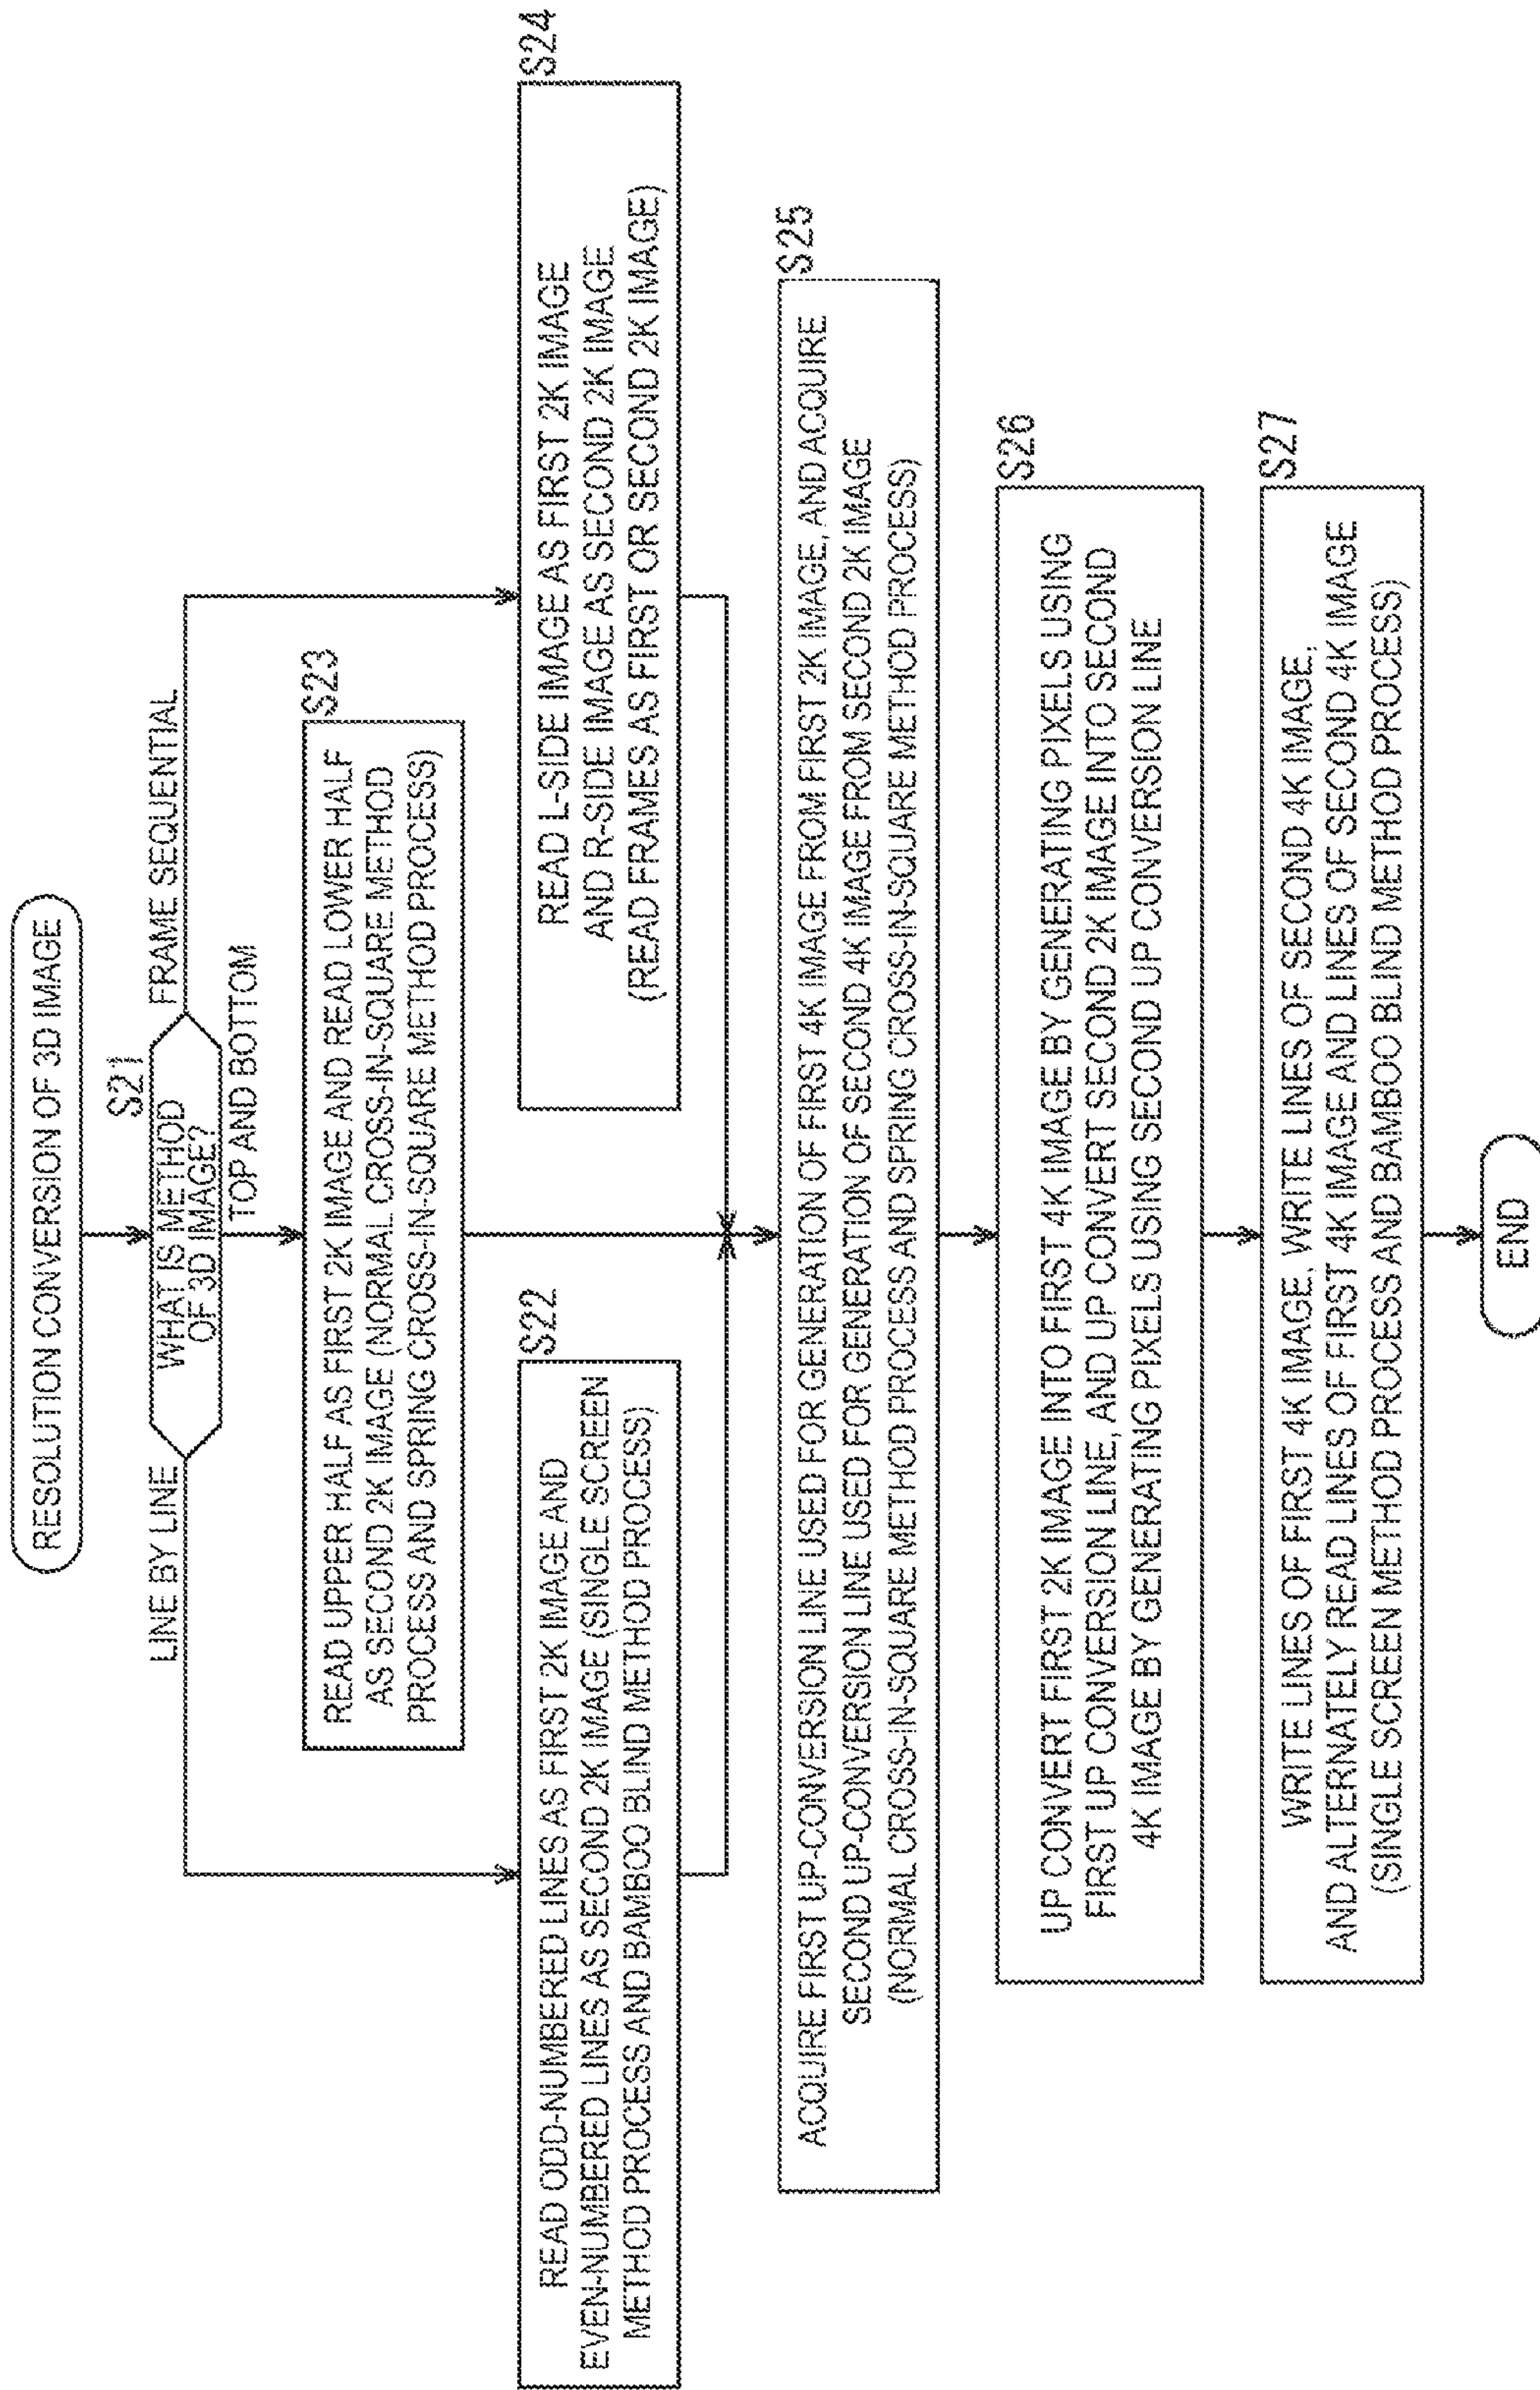 RESOLUTION CONVERSION OF 3D IMAGE
S21
WHAT IS METHOD
OF 3D IMAGE?
LINE BY LINE
FRAME SEQUENTIAL
TOP AND BOTTOM
S23
READ UPPER HALF AS FIRST 2K IMAGE AND READ LOWER HALF
AS SECOND 2K IMAGE (NORMAL CROSS-IN-SQUARE METHOD
PROCESS AND SPRING CROSS-IN-SQUARE METHOD PROCESS)
S22
READ ODD-NUMBERED LINES AS FIRST 2K IMAGE AND
EVEN-NUMBERED LINES AS SECOND 2K IMAGE (SINGLE SCREEN
METHOD PROCESS AND BAMBOO BLIND METHOD PROCESS)
S24
READ L-SIDE IMAGE AS FIRST 2K IMAGE
AND R-SIDE IMAGE AS SECOND 2K IMAGE
(READ FRAMES AS FIRST OR SECOND 2K IMAGE)
S25
ACQUIRE FIRST UP-CONVERSION LINE USED FOR GENERATION OF FIRST 4K IMAGE FROM FIRST 2K IMAGE, AND ACQUIRE
SECOND UP-CONVERSION LINE USED FOR GENERATION OF SECOND 4K IMAGE FROM SECOND 2K IMAGE
(NORMAL CROSS-IN-SQUARE METHOD PROCESS AND SPRING CROSS-IN-SQUARE METHOD PROCESS)
S26
UP CONVERT FIRST 2K IMAGE INTO FIRST 4K IMAGE BY GENERATING PIXELS USING
FIRST UP CONVERSION LINE, AND UP CONVERT SECOND 2K IMAGE INTO SECOND
4K IMAGE BY GENERATING PIXELS USING SECOND UP CONVERSION LINE
S27
WRITE LINES OF FIRST 4K IMAGE, WRITE LINES OF SECOND 4K IMAGE,
AND ALTERNATELY READ LINES OF FIRST 4K IMAGE AND LINES OF SECOND 4K IMAGE
(SINGLE SCREEN METHOD PROCESS AND BAMBOO BLIND METHOD PROCESS)
END